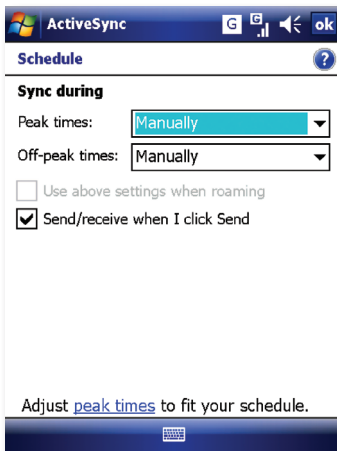 ActiveSync G G ok
Schedule ?
Sync during
Peak times: Manually
Off-peak times: Manually
Use above settings when roaming
Send/receive when I click Send
Adjust peak times to fit your schedule.